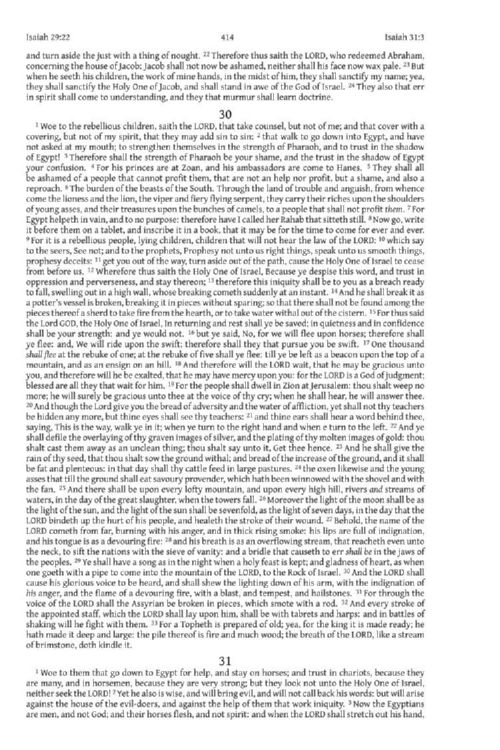 Isaiah 29:22 414 Isaiah 31:3
and turn aside the just with a thing of nought. 22 Therefore thus saith the LORD, who redeemed Abraham,
concerning the house of Jacob: Jacob shall not now be ashamed, neither shall his face now wax pale. 23 But
when he seeth his children, the work of mine hands, in the midst of him, they shall sanctify my name; yea,
they shall sanctify the Holy One of Jacob, and shall stand in awe of the God of Israel. 24 They also that err
in spirit shall come to understanding, and they that murmur shall learn doctrine.
30
1 Woe to the rebellious children, saith the LORD, that take counsel, but not of me; and that cover with a
covering, but not of my spirit, that they may add sin to sin: 2 that walk to go down into Egypt, and have
not asked at my mouth; to strengthen themselves in the strength of Pharaoh, and to trust in the shadow
of Egypt! 3 Therefore shall the strength of Pharaoh be your shame, and the trust in the shadow of Egypt
your confusion. 4 For his princes are at Zoan, and his ambassadors are come to Hanes. 5 They shall all
be ashamed of a people that cannot profit them, that are not an help nor profit, but a shame, and also a
reproach. 6 The burden of the beasts of the South. Through the land of trouble and anguish, from whence
come the lioness and the lion, the viper and fiery flying serpent, they carry their riches upon the shoulders
of young asses, and their treasures upon the bunches of camels, to a people that shall not profit them. 7 For
Egypt helpeth in vain, and to no purpose: therefore have I called her Rahab that sitteth still. 8 Now go, write
it before them on a tablet, and inscribe it in a book, that it may be for the time to come for ever and ever.
9 For it is a rebellious people, lying children, children that will not hear the law of the LORD: 10 which say
to the seers, See not; and to the prophets, Prophesy not unto us right things, speak unto us smooth things,
prophesy deceits: 11 get you out of the way, turn aside out of the path, cause the Holy One of Israel to cease
from before us. 12 Wherefore thus saith the Holy One of Israel, Because ye despise this word, and trust in
oppression and perverseness, and stay thereon; 13 therefore this iniquity shall be to you as a breach ready
to fall, swelling out in a high wall, whose breaking cometh suddenly at an instant. 14 And he shall break it as
a potter's vessel is broken, breaking it in pieces without sparing; so that there shall not be found among the
pieces thereof a sherd to take fire from the hearth, or to take water withal out of the cistern. 15 For thus said
the Lord GOD, the Holy One of Israel, In returning and rest shall ye be saved; in quietness and in confidence
shall be your strength: and ye would not. 16 but ye said, No, for we will flee upon horses; therefore shall
ye flee: and, We will ride upon the swift; therefore shall they that pursue you be swift. 17 One thousand
shall flee at the rebuke of one; at the rebuke of five shall ye flee: till ye be left as a beacon upon the top of a
mountain, and as an ensign on an hill. 18 And therefore will the LORD wait, that he may be gracious unto
you, and therefore will he be exalted, that he may have mercy upon you: for the LORD is a God of judgment;
blessed are all they that wait for him. 19 For the people shall dwell in Zion at Jerusalem: thou shalt weep no
more; he will surely be gracious unto thee at the voice of thy cry; when he shall hear, he will answer thee.
20 And though the Lord give you the bread of adversity and the water of affliction, yet shall not thy teachers
be hidden any more, but thine eyes shall see thy teachers: 21 and thine ears shall hear a word behind thee,
saying, This is the way, walk ye in it; when ye turn to the right hand and when e turn to the left. 22 And ye
shall defile the overlaying of thy graven images of silver, and the plating of thy molten images of gold: thou
shalt cast them away as an unclean thing; thou shalt say unto it, Get thee hence. 23 And he shall give the
rain of thy seed, that thou shalt sow the ground withal; and bread of the increase of the ground, and it shall
be fat and plenteous: in that day shall thy cattle feed in large pastures. 24 the oxen likewise and the young
asses that till the ground shall eat savoury provender, which hath been winnowed with the shovel and with
the fan. 25 And there shall be upon every lofty mountain, and upon every high hill, rivers and streams of
waters, in the day of the great slaughter, when the towers fall. 26 Moreover the light of the moon shall be as
the light of the sun, and the light of the sun shall be sevenfold, as the light of seven days, in the day that the
LORD bindeth up the hurt of his people, and healeth the stroke of their wound. 27 Behold, the name of the
LORD cometh from far, burning with his anger, and in thick rising smoke: his lips are full of indignation,
and his tongue is as a devouring fire: 28 and his breath is as an overflowing stream, that reacheth even unto
the neck, to sift the nations with the sieve of vanity: and a bridle that causeth to err shall be in the jaws of
the peoples. 29 Ye shall have a song as in the night when a holy feast is kept; and gladness of heart, as when
one goeth with a pipe to come into the mountain of the LORD, to the Rock of Israel. 30 And the LORD shall
cause his glorious voice to be heard, and shall shew the lighting down of his arm, with the indignation of
his anger, and the flame of a devouring fire, with a blast, and tempest, and hailstones. 31 For through the
voice of the LORD shall the Assyrian be broken in pieces, which smote with a rod. 32 And every stroke of
the appointed staff, which the LORD shall lay upon him, shall be with tabrets and harps: and in battles of
shaking will he fight with them. 33 For a Topheth is prepared of old; yea, for the king it is made ready; he
hath made it deep and large: the pile thereof is fire and much wood; the breath of the LORD, like a stream
of brimstone, doth kindle it.
31
1 Woe to them that go down to Egypt for help, and stay on horses; and trust in chariots, because they
are many, and in horsemen, because they are very strong; but they look not unto the Holy One of Israel,
neither seek the LORD! 2 Yet he also is wise, and will bring evil, and will not call back his words: but will arise
against the house of the evil-doers, and against the help of them that work iniquity. 3 Now the Egyptians
are men, and not God; and their horses flesh, and not spirit: and when the LORD shall stretch out his hand,